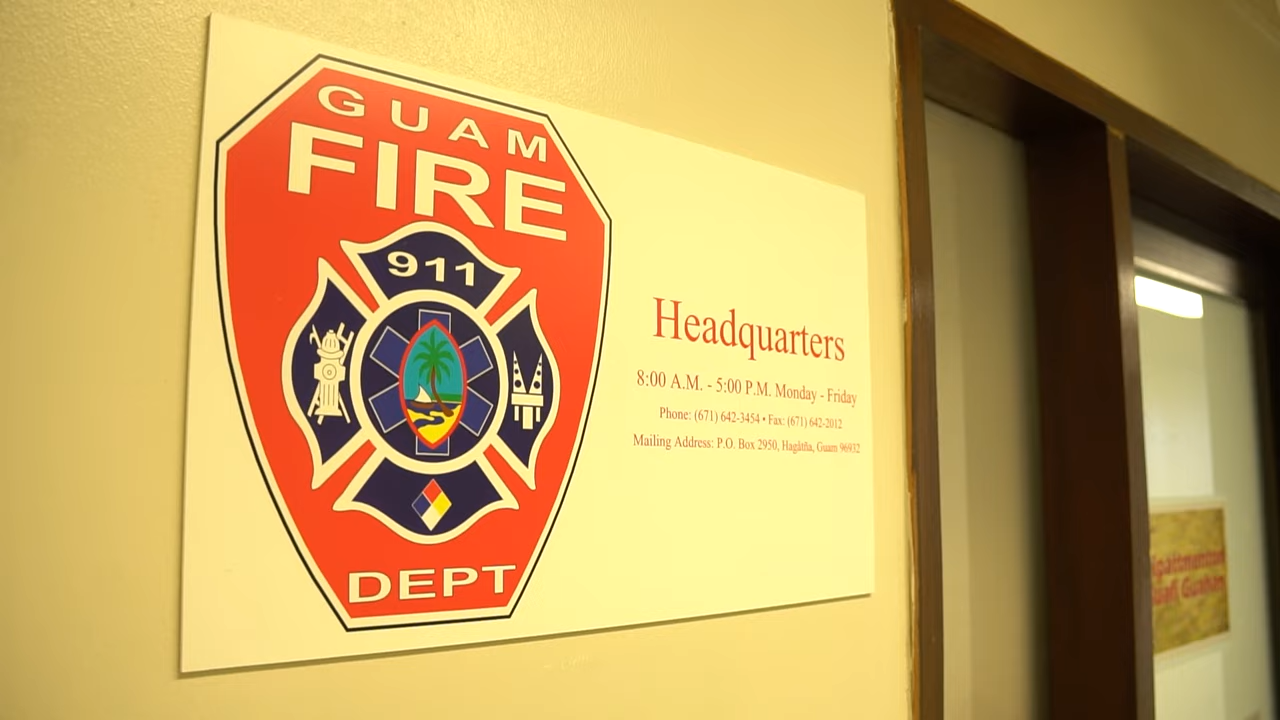 GUAM
FIRE
911
DEPT
Headquarters
8:00 A.M. - 5:00 P.M. Monday - Friday
Phone: (671) 642-3454 • Fax: (671) 642-2012
Mailing Address: P.O. Box 2950, Hagåtña, Guam 96932